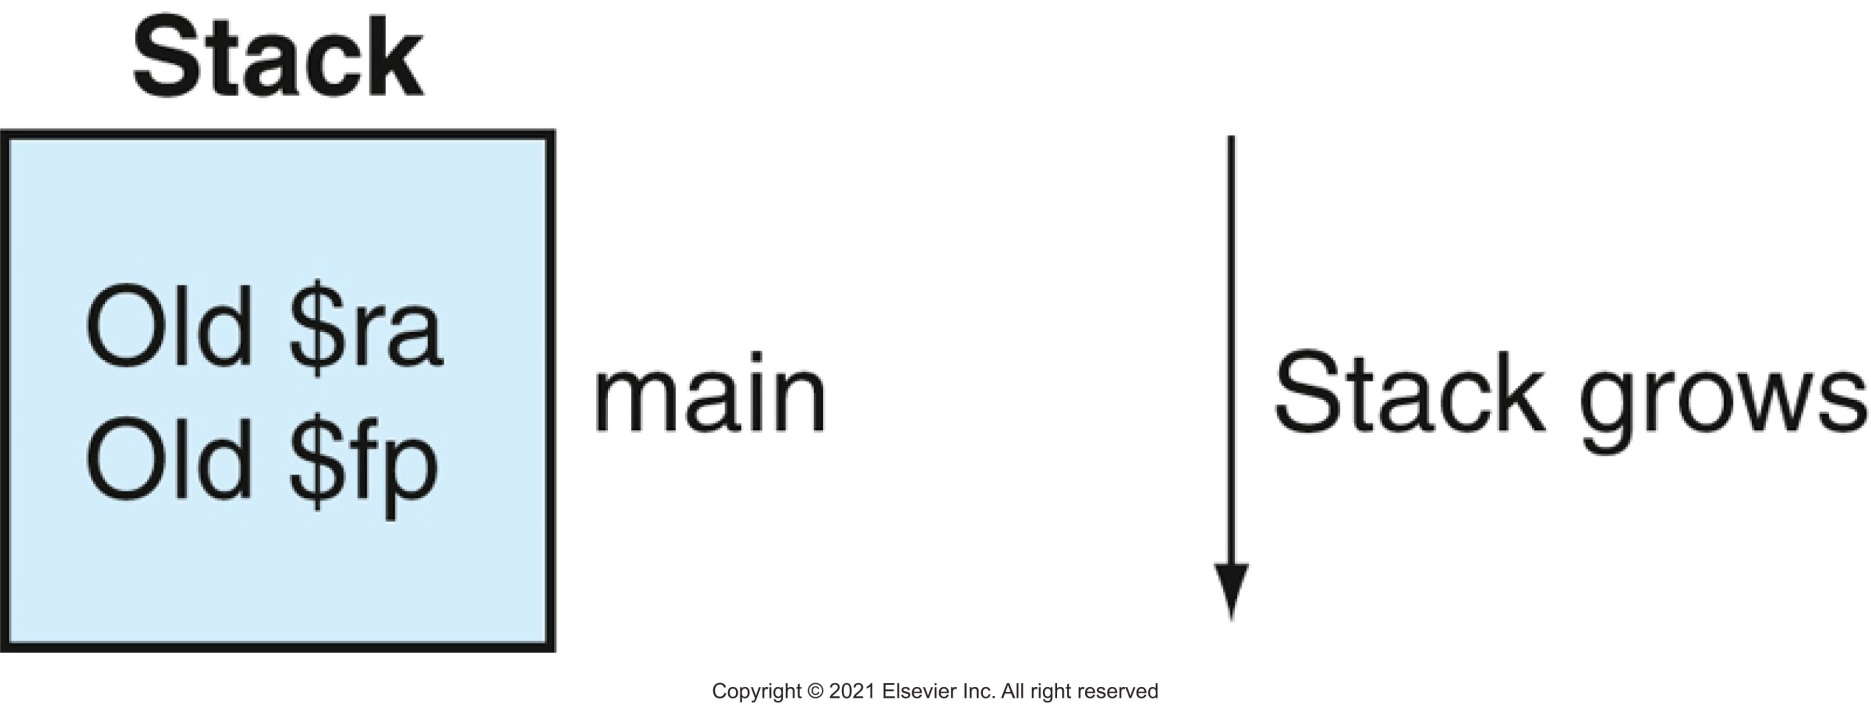 Stack
Old $ra
Old $fp
main
Stack grows
Copyright © 2021 Elsevier Inc. All right reserved